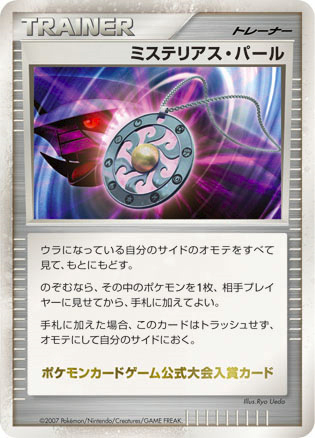 TRAINER
トレーナー
ミステリアス・パール
ウラになっている自分のサイドのオモテをすべて
見て、もとにもどす。
のぞむなら、その中のポケモンを1枚、相手プレイ
ヤーに見せてから、手札に加えてよい。
手札に加えた場合、このカードはトラッシュせず、
オモテにして自分のサイドにおく。
ポケモンカードゲーム公式大会入賞カード
Illus.Ryo Ueda
©2007 Pokémon/Nintendo/Creatures/GAME FREAK.